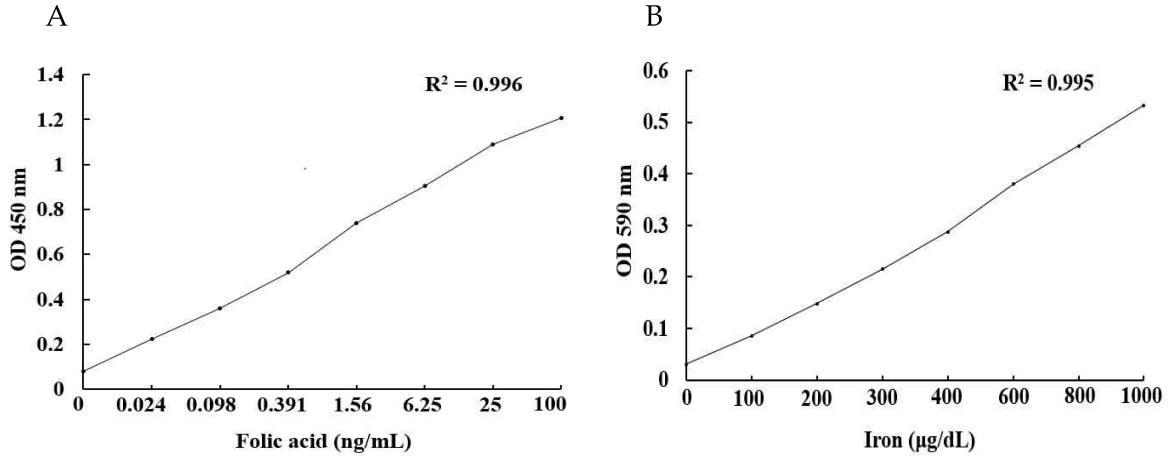 A
R² = 0.996
OD 450 nm
1.4
1.2
1
0.8
0.6
0.4
0.2
0
0 0.024 0.098 0.391 1.56 6.25 25 100
Folic acid (ng/mL)
B
R² = 0.995
OD 590 nm
0.6
0.5
0.4
0.3
0.2
0.1
0
0 100 200 300 400 600 800 1000
Iron (µg/dL)